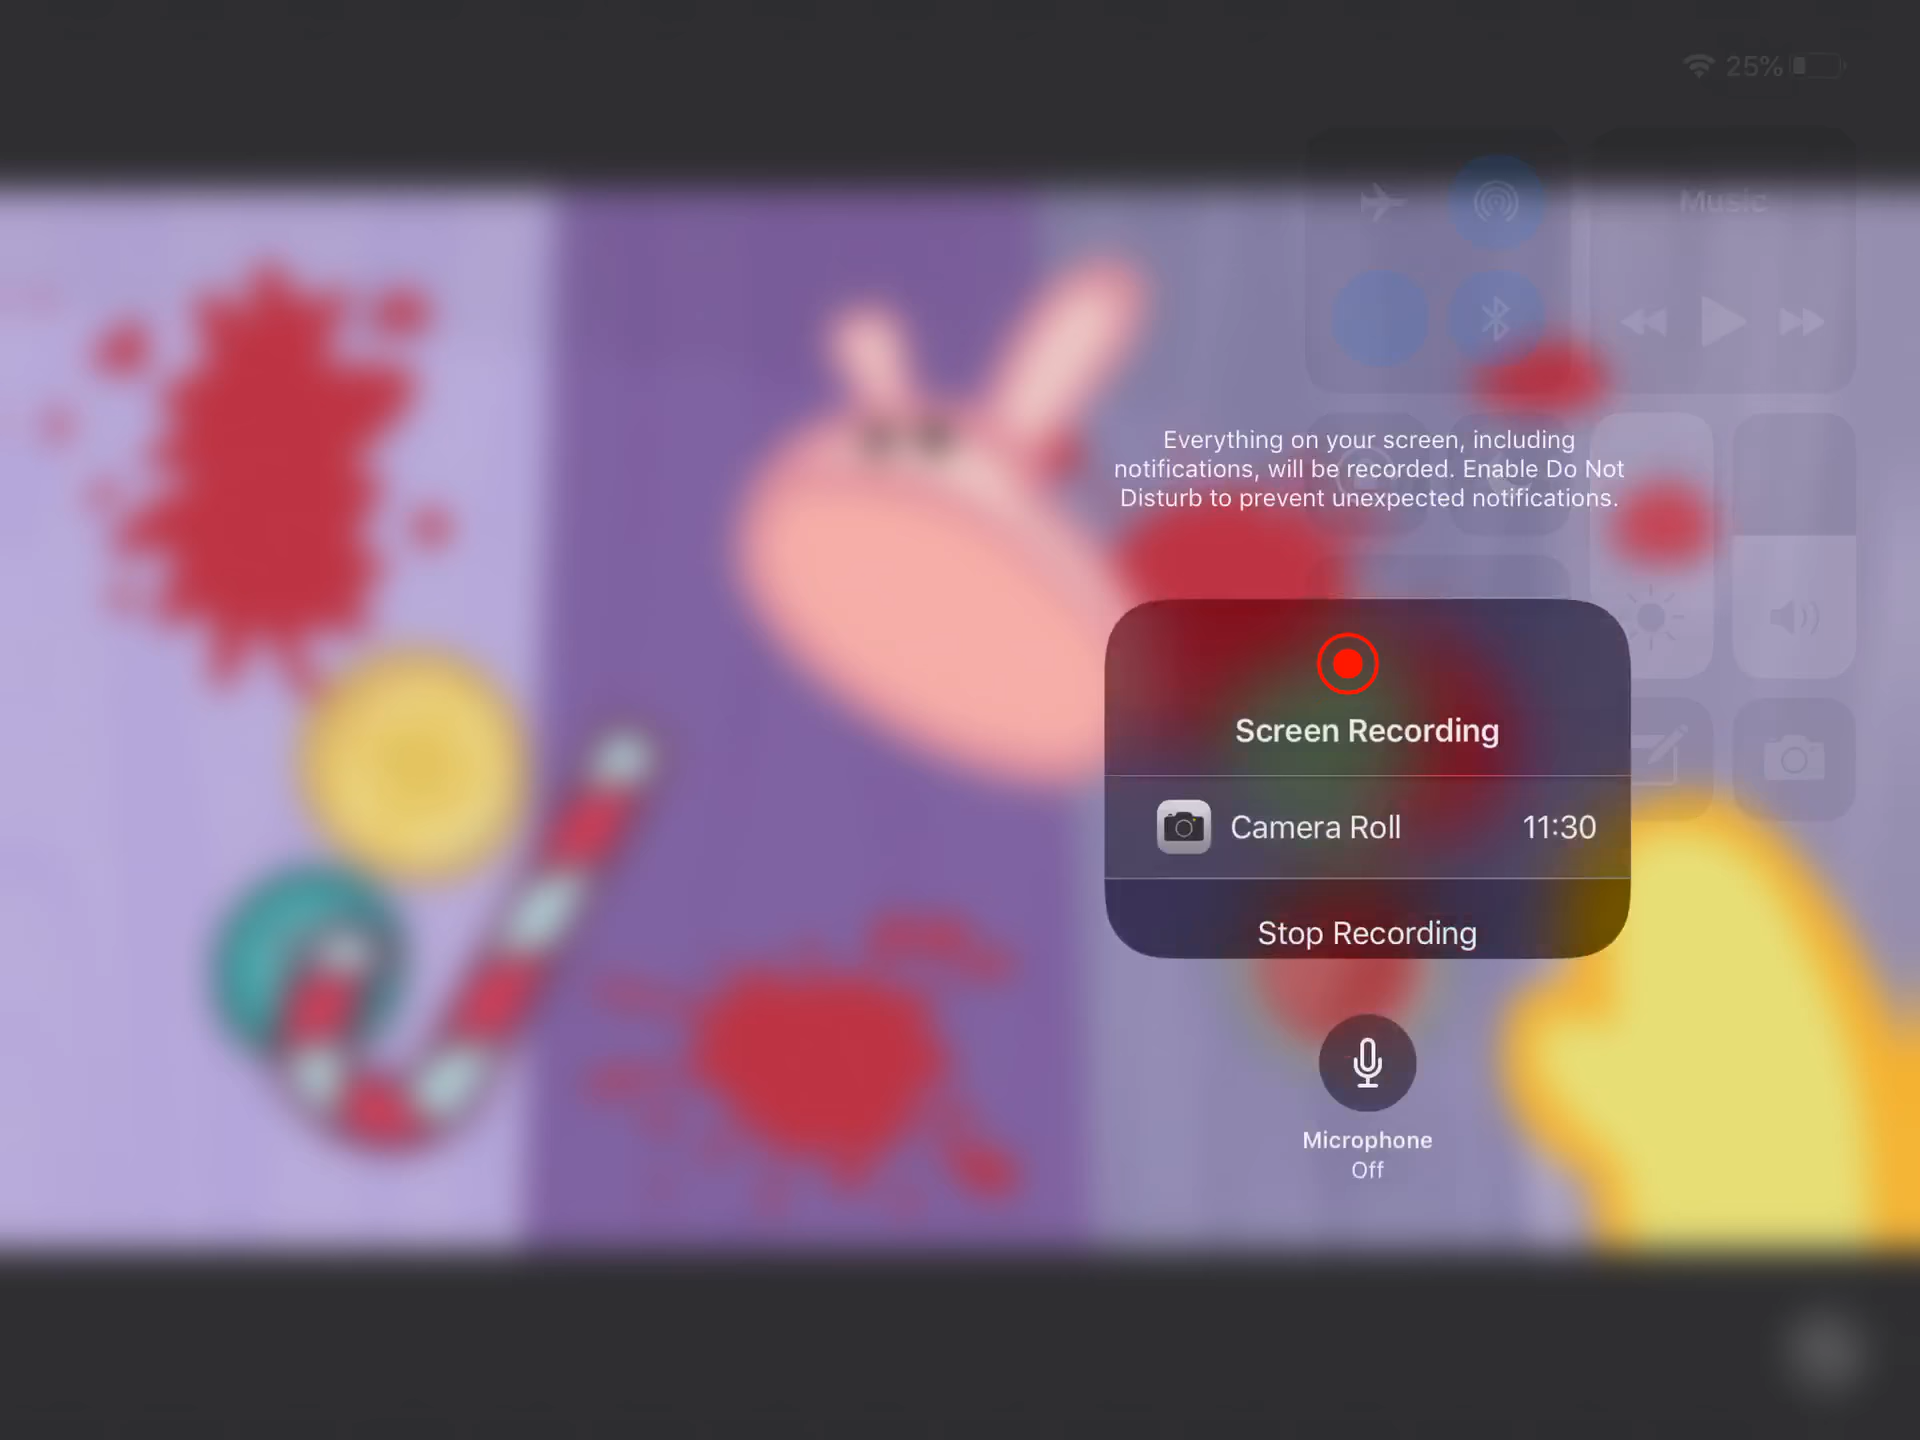 25%
Music
Everything on your screen, including
notifications, will be recorded. Enable Do Not
Disturb to prevent unexpected notifications.
Screen Recording
Camera Roll 11:30
Stop Recording
Microphone
Off